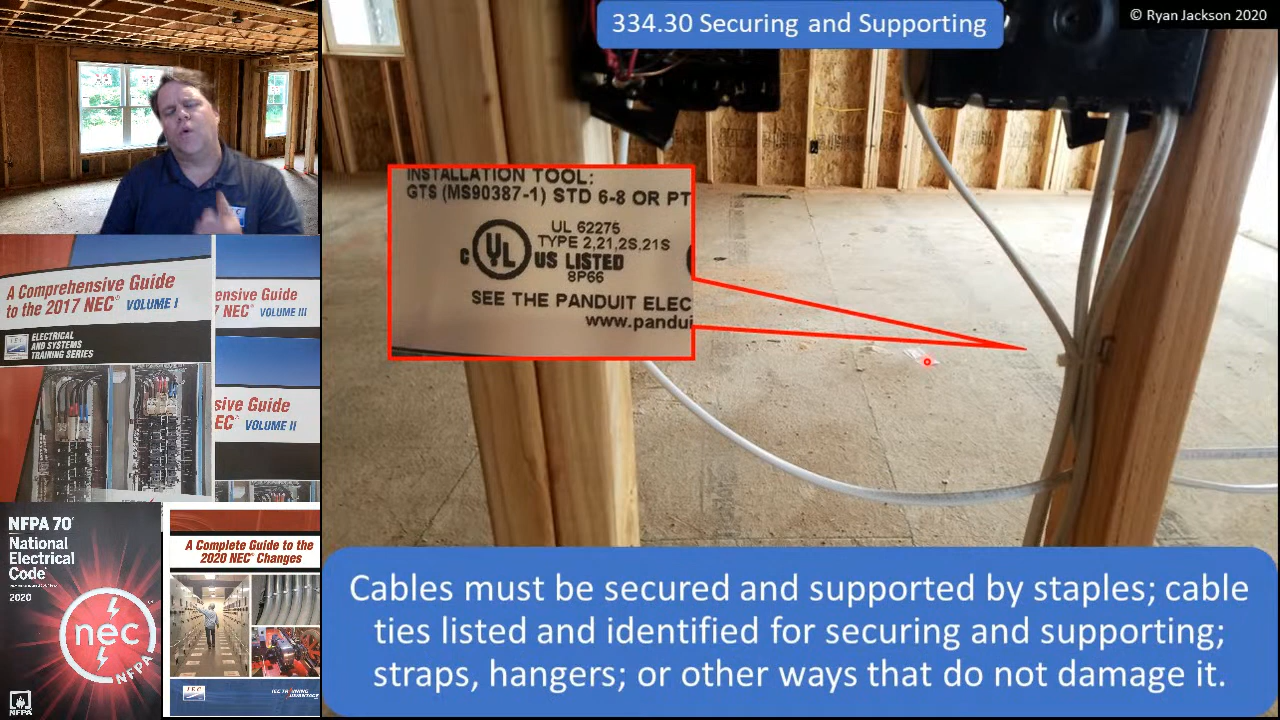 334.30 Securing and Supporting
© Ryan Jackson 2020
INSTALLATION TOOL:
GTS (MS90387-1) STD 6-8 OR PT
UL 62275
TYPE 2,21,2S,21S
C UL US LISTED
8P66
SEE THE PANDUIT ELEC
www.pandui
A Comprehensive Guide
to the 2017 NEC® VOLUME I
IEC ELECTRICAL
AND SYSTEMS
TRAINING SERIES
ensive Guide
7 NEC® VOLUME III
sive Guide
EC® VOLUME II
NFPA 70®
National
Electrical
Code®
2020
nec
NFPA
NFPA
A Complete Guide to the
2020 NEC® Changes
IEC
Cables must be secured and supported by staples; cable
ties listed and identified for securing and supporting;
straps, hangers; or other ways that do not damage it.